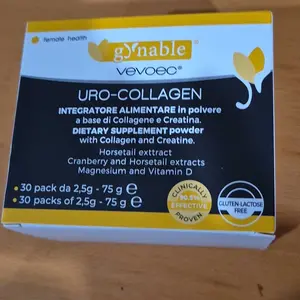 female health
gynable
vevoec®
URO-COLLAGEN
INTEGRATORE ALIMENTARE in polvere
a base di Collagene e Creatina.
DIETARY SUPPLEMENT powder
with Collagen and Creatine.
Horsetail exttract
Cranberry and Horsetail extracts
Magnesium and Vitamin D
30 pack da 2,5g - 75 g ℮
30 packs of 2,5g - 75 g ℮
CLINICALLY
EFFECTIVE
PROVEN
GLUTEN-LACTOSE
FREE